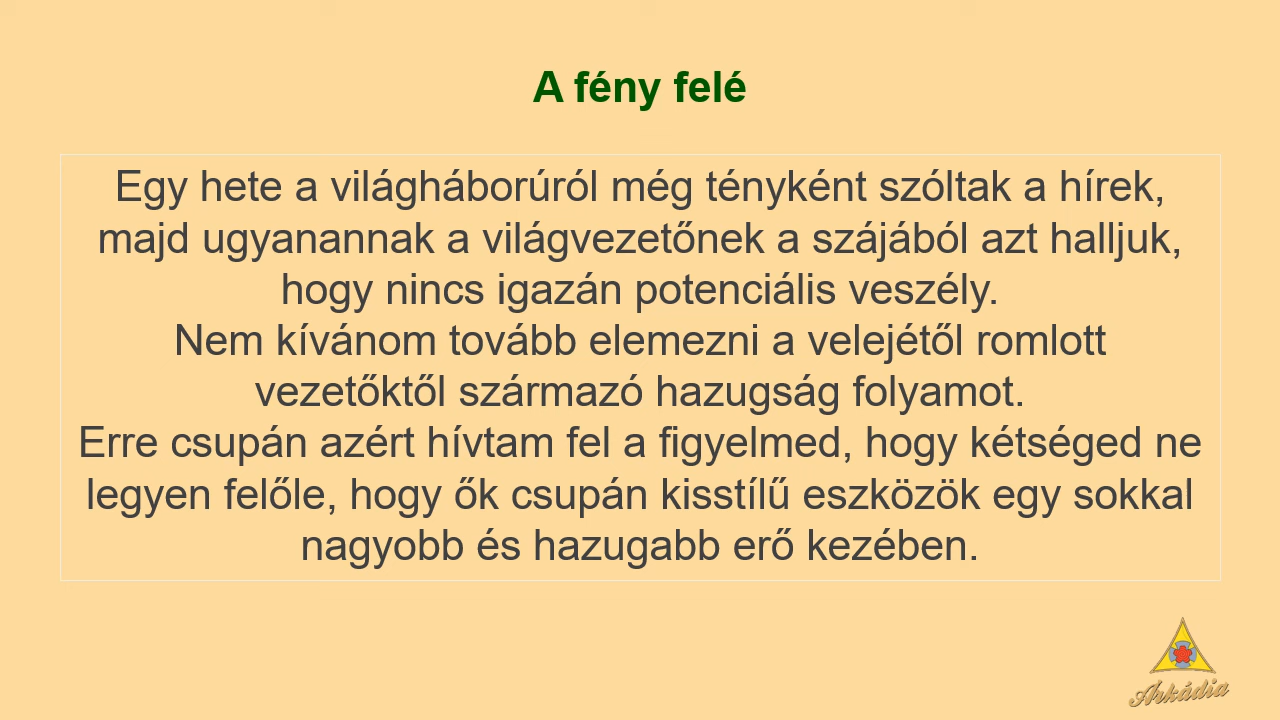 A fény felé
Egy hete a világháborúról még tényként szóltak a hírek,
majd ugyanannak a világvezetőnek a szájából azt halljuk,
hogy nincs igazán potenciális veszély.
Nem kívánom tovább elemezni a velejétől romlott
vezetőktől származó hazugság folyamot.
Erre csupán azért hívtam fel a figyelmed, hogy kétséged ne
legyen felőle, hogy ők csupán kisstílű eszközök egy sokkal
nagyobb és hazugabb erő kezében.
Arkádia